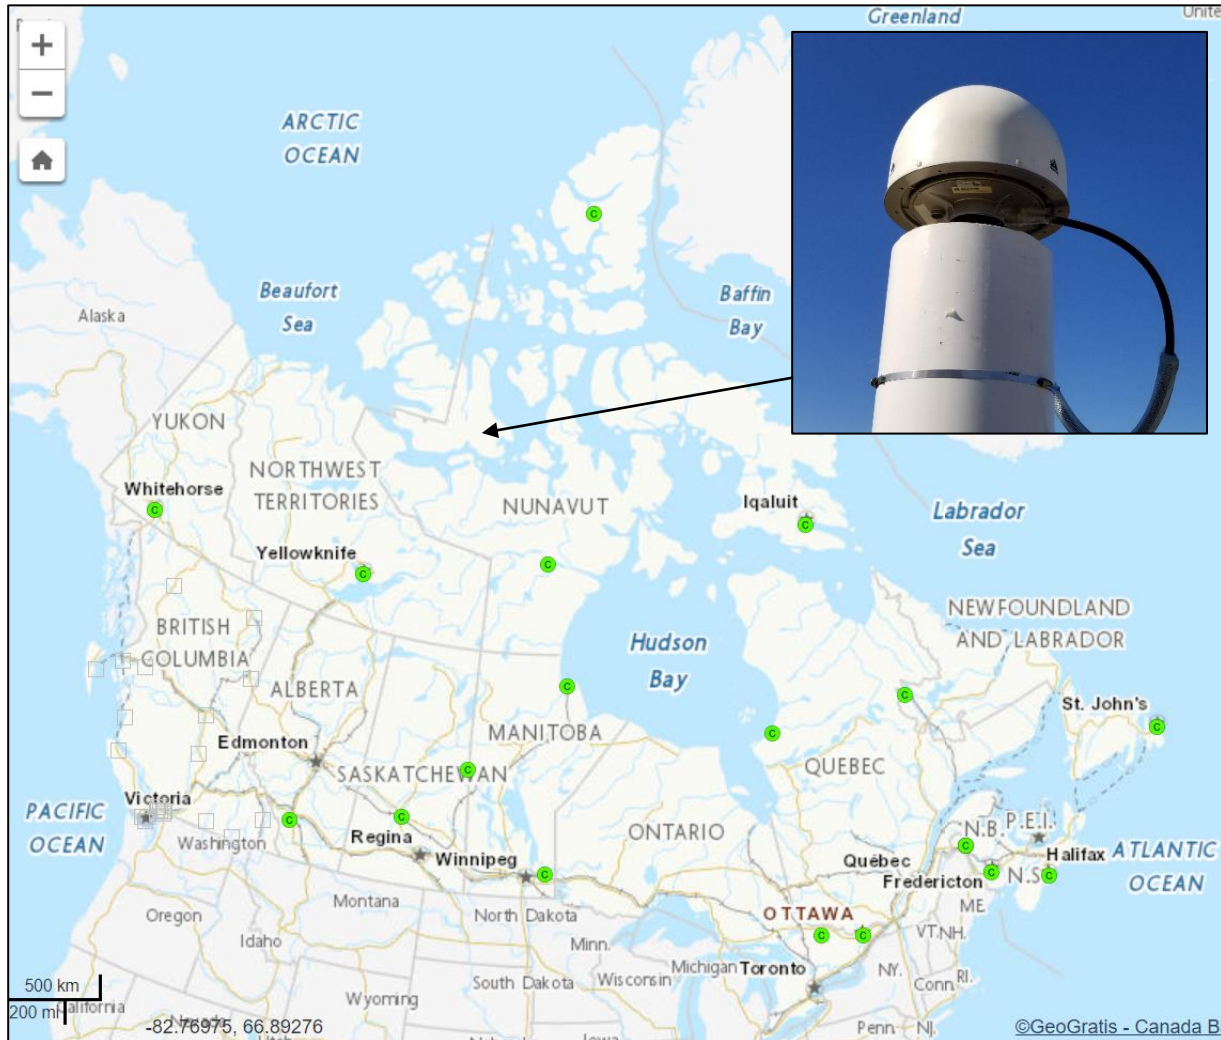 Greenland
Unite
+
−
ARCTIC
OCEAN
C
Beaufort
Sea
Baffin
Bay
Alaska
YUKON
NORTHWEST
TERRITORIES
NUNAVUT
Whitehorse
C
Iqaluit
C
Labrador
Sea
Yellowknife
C
C
NEWFOUNDLAND
AND LABRADOR
BRITISH
COLUMBIA
Hudson
Bay
ALBERTA
C
C
St. John's
C
MANITOBA
C
Edmonton
SASKATCHEWAN
C
QUEBEC
PACIFIC
OCEAN
Victoria
Washington
C
C
Regina
ONTARIO
N.B.
P.E.I.
C
Winnipeg
C
Québec
Fredericton
C
N.S
Halifax
C
ATLANTIC
OCEAN
Oregon
Montana
North Dakota
Minn.
OTTAWA
C
C
ME
VT.
NH.
Idaho
South Dakota
Wisconsin
Michigan
Toronto
NY.
Conn.
RI.
500 km
200 mi
California
Wyoming
Penn.
NJ.
-82.76975, 66.89276
©GeoGratis - Canada B